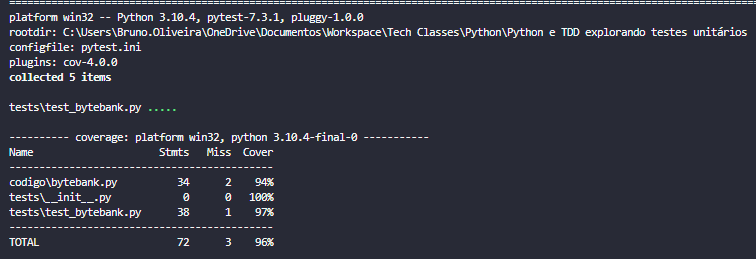 platform win32 -- Python 3.10.4, pytest-7.3.1, pluggy-1.0.0
rootdir: C:\Users\Bruno.Oliveira\OneDrive\Documentos\Workspace\Tech Classes\Python\Python e TDD explorando testes unitários
configfile: pytest.ini
plugins: cov-4.0.0
collected 5 items
tests\test_bytebank.py .....
---------- coverage: platform win32, python 3.10.4-final-0 -----------
Name Stmts Miss Cover
--------------------------------------------
codigo\bytebank.py 34 2 94%
tests\__init__.py 0 0 100%
tests\test_bytebank.py 38 1 97%
--------------------------------------------
TOTAL 72 3 96%